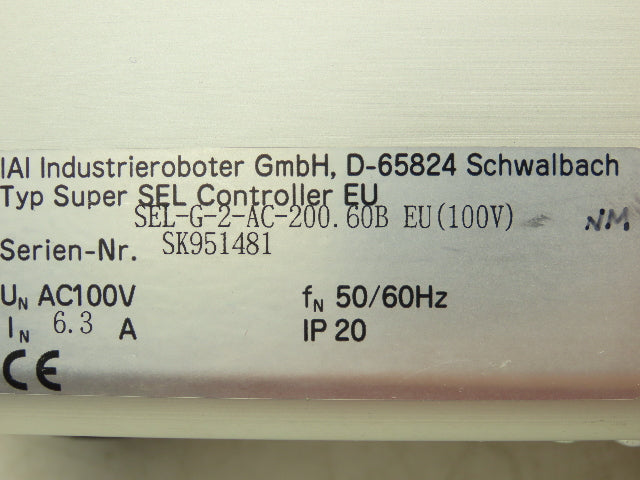 IAI Industrieroboter GmbH, D-65824 Schwalbach
Typ Super SEL Controller EU
SEL-G-2-AC-200.60B EU(100V) NM
Serien-Nr. SK951481
UN AC100V fN 50/60Hz
IN 6.3 A IP 20
CE